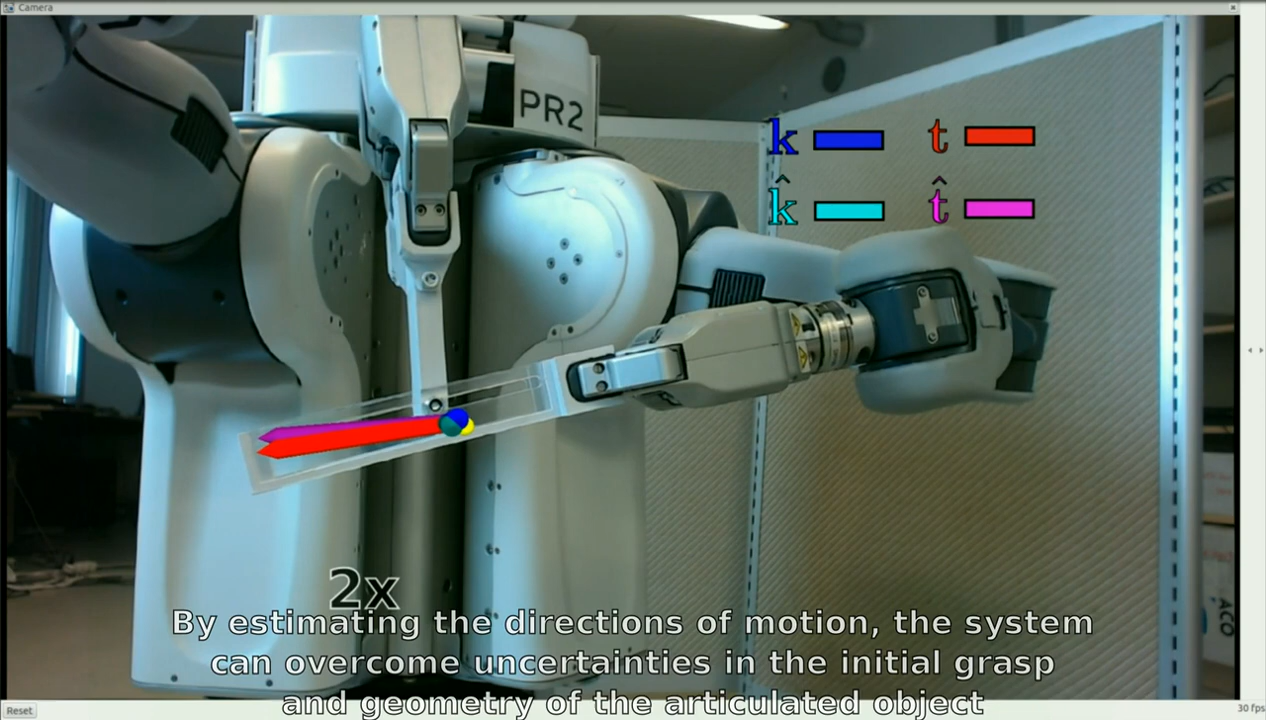 Camera
PR2
k t
k̂ t̂
ACO
2x
By estimating the directions of motion, the system
can overcome uncertainties in the initial grasp
and geometry of the articulated object
Reset
30 fps